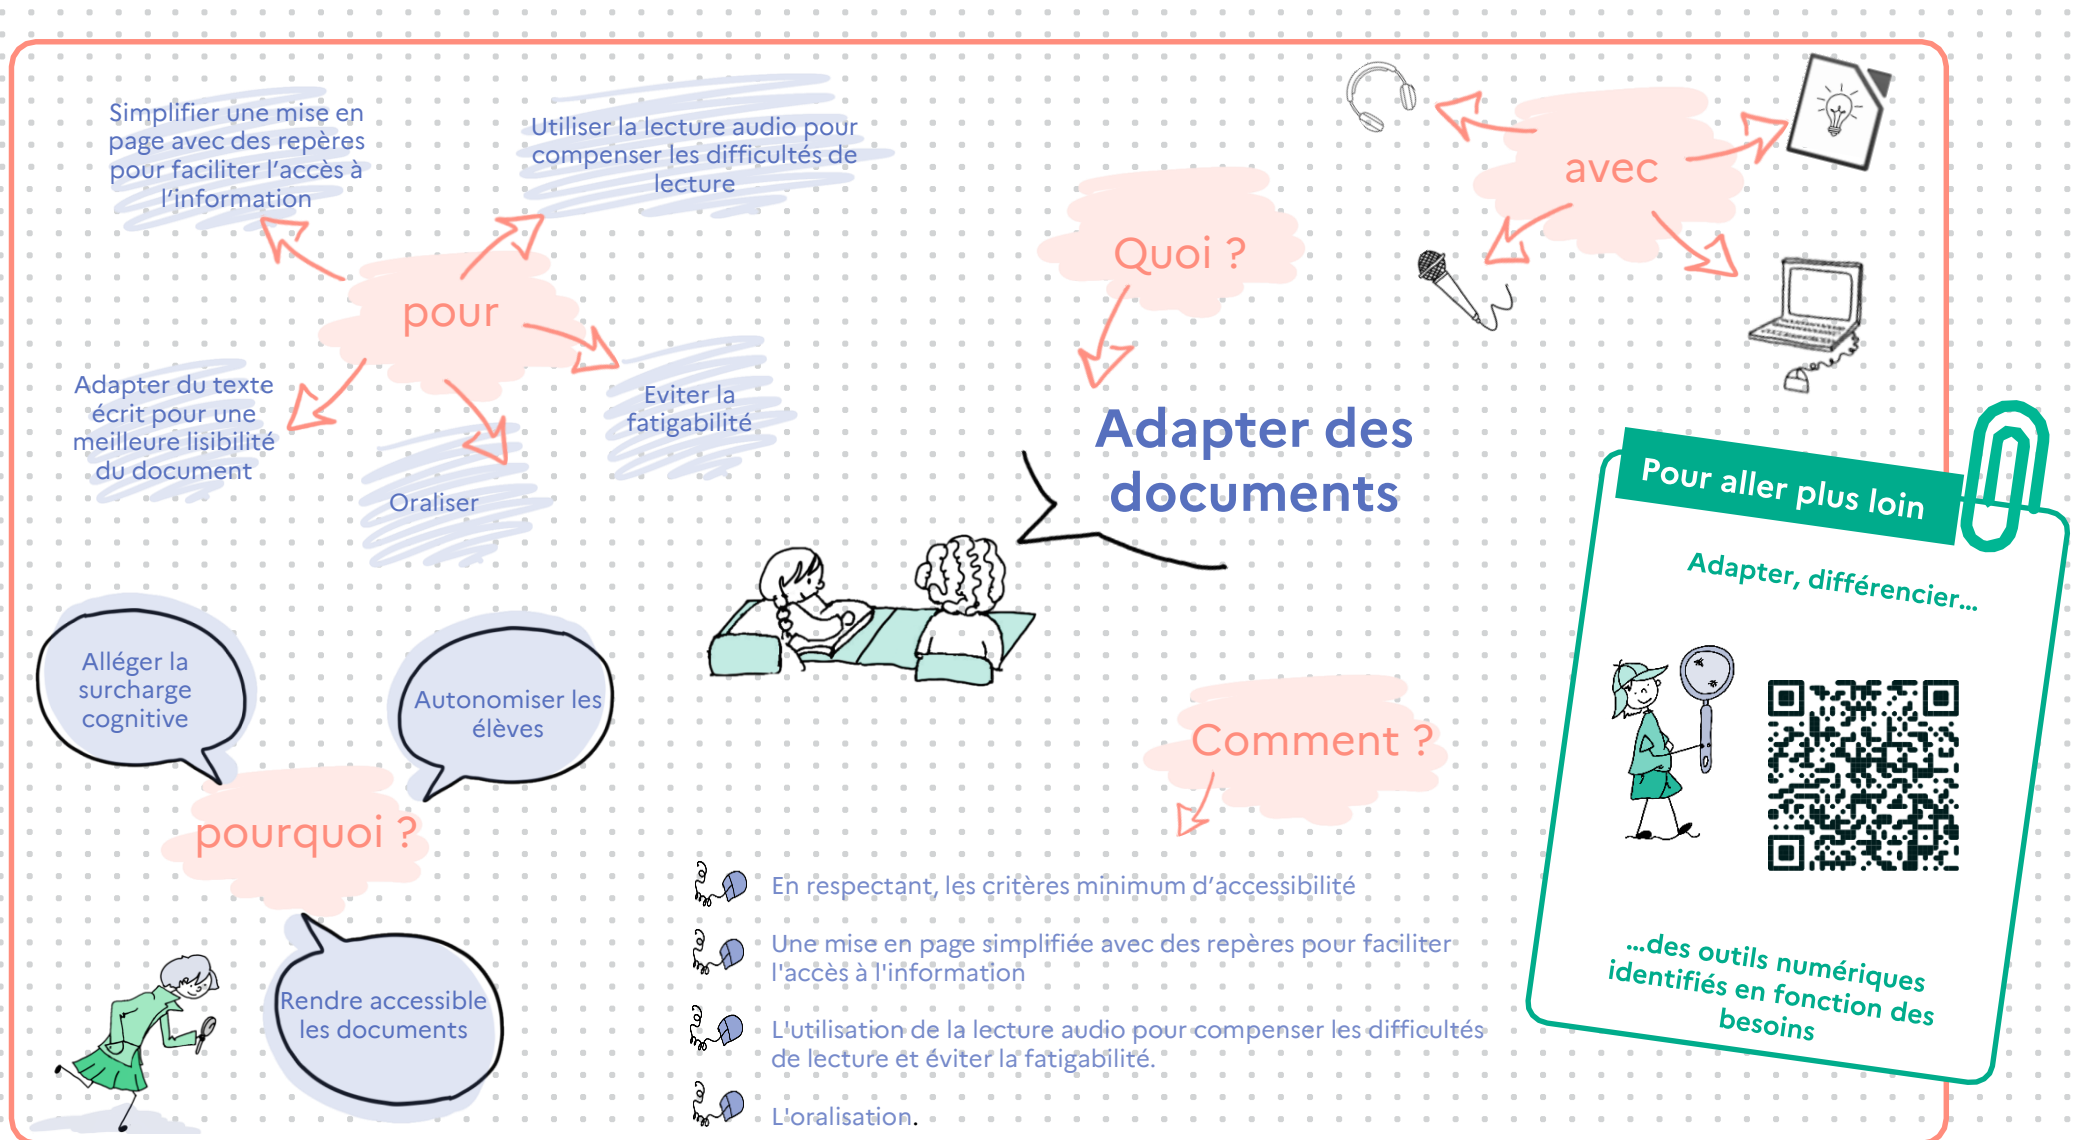 Simplifier une mise en
page avec des repères
pour faciliter l’accès à
l’information
Utiliser la lecture audio pour
compenser les difficultés de
lecture
pour
Adapter du texte
écrit pour une
meilleure lisibilité
du document
Oraliser
Eviter la
fatigabilité
Quoi ?
avec
Adapter des
documents
Alléger la
surcharge
cognitive
Autonomiser les
élèves
pourquoi ?
Rendre accessible
les documents
Comment ?
En respectant, les critères minimum d’accessibilité
Une mise en page simplifiée avec des repères pour faciliter
l'accès à l'information
L'utilisation de la lecture audio pour compenser les difficultés
de lecture et éviter la fatigabilité.
L'oralisation.
Pour aller plus loin
Adapter, différencier...
...des outils numériques
identifiés en fonction des
besoins